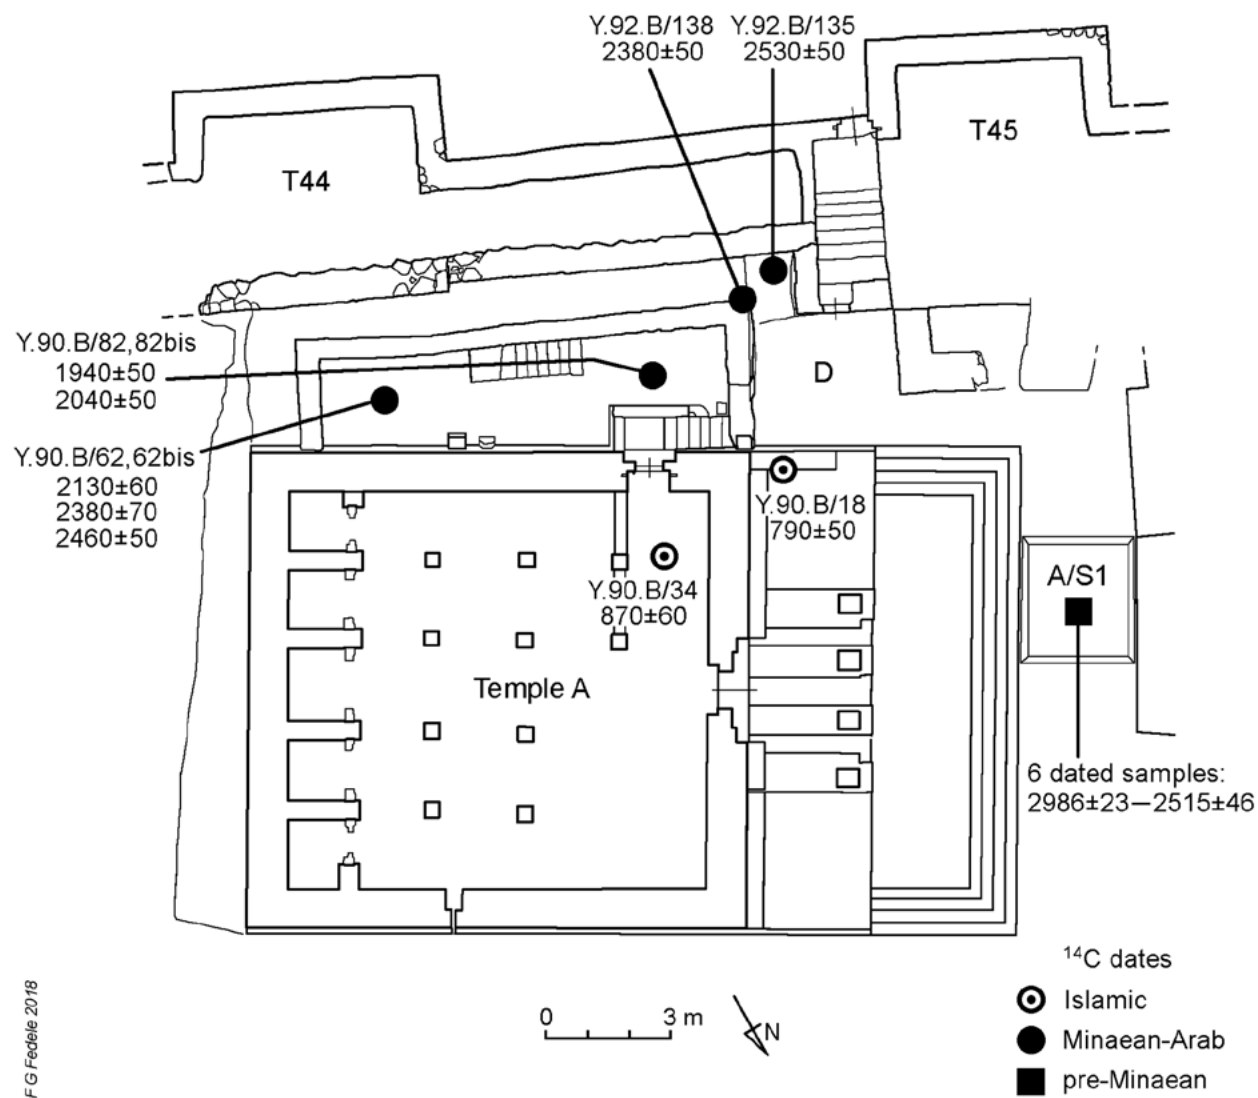 Y.92.B/138
2380±50
Y.92.B/135
2530±50
T44
T45
Y.90.B/82,82bis
1940±50
2040±50
D
Y.90.B/62,62bis
2130±60
2380±70
2460±50
Y.90.B/18
790±50
Y.90.B/34
870±60
A/S1
Temple A
6 dated samples:
2986±23—2515±46
¹⁴C dates
Islamic
Minaean-Arab
pre-Minaean
0 3 m
N
F G Fedele 2018